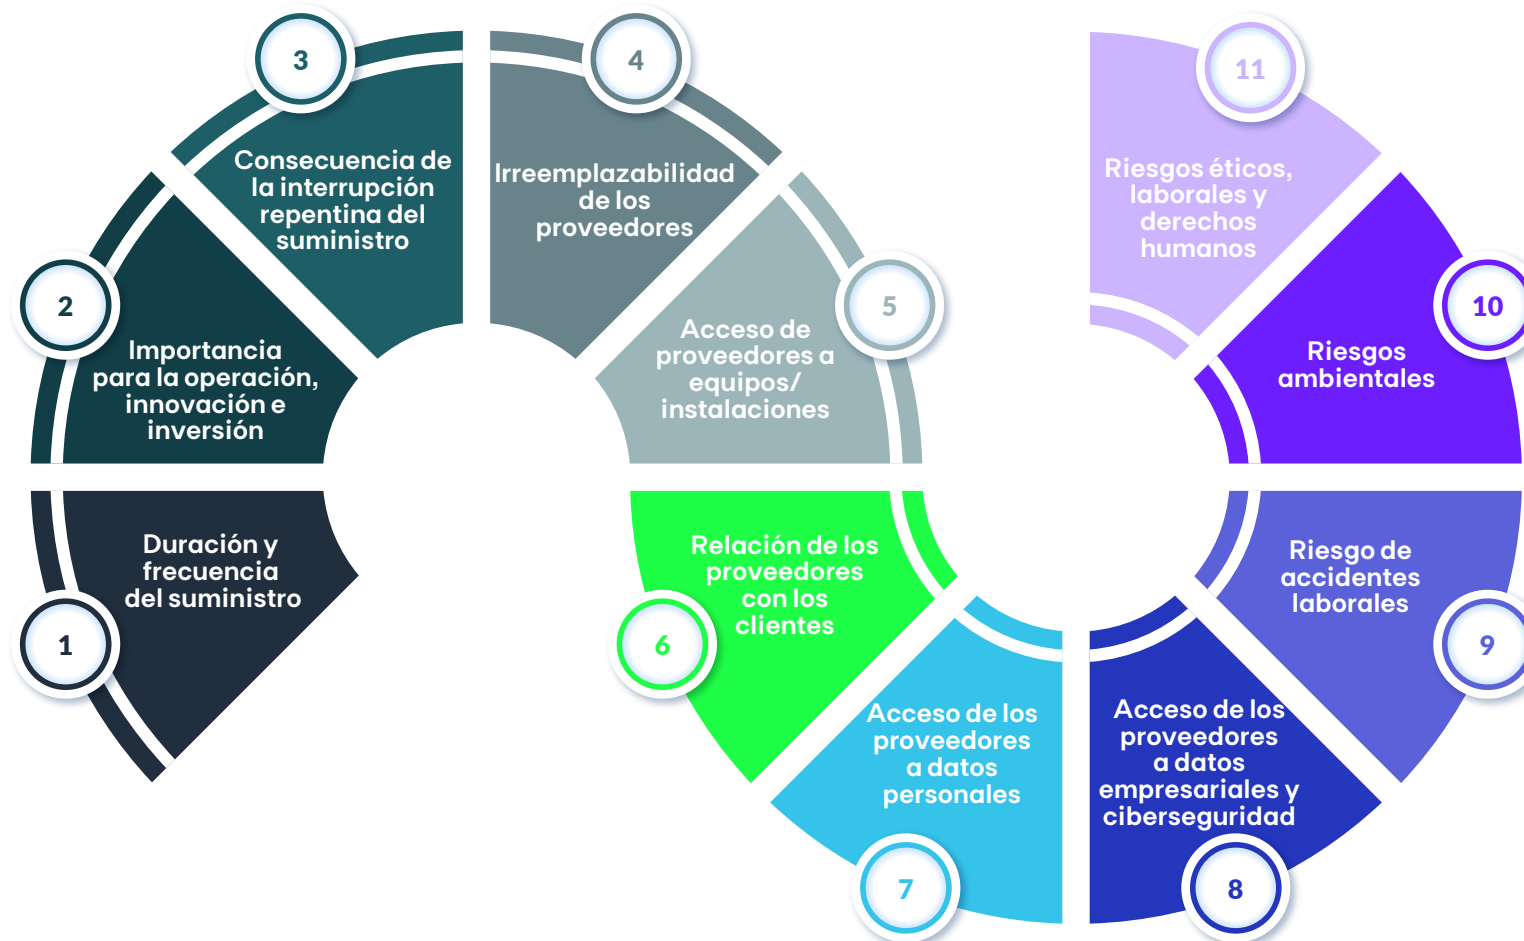 1
Duración y
frecuencia
del suministro
2
Importancia
para la operación,
innovación e
inversión
3
Consecuencia de
la interrupción
repentina del
suministro
4
Irreemplazabilidad
de los
proveedores
5
Acceso de
proveedores a
equipos/
instalaciones
6
Relación de los
proveedores
con los
clientes
7
Acceso de los
proveedores
a datos
personales
8
Acceso de los
proveedores
a datos
empresariales y
ciberseguridad
9
Riesgo de
accidentes
laborales
10
Riesgos
ambientales
11
Riesgos éticos,
laborales y
derechos
humanos